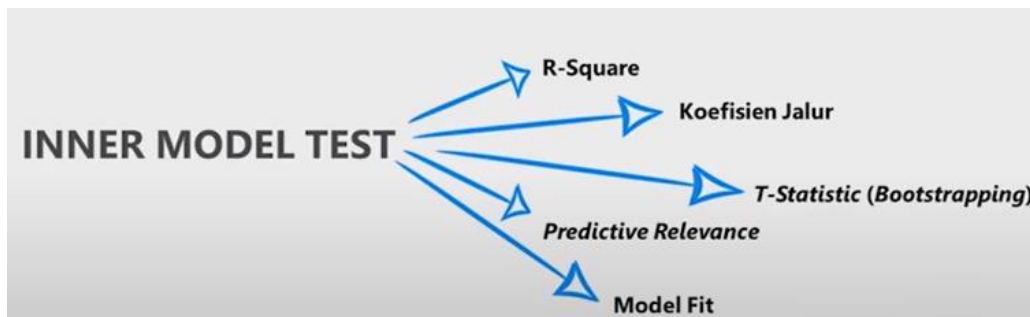 INNER MODEL TEST
R-Square
Koefisien Jalur
T-Statistic (Bootstrapping)
Predictive Relevance
Model Fit